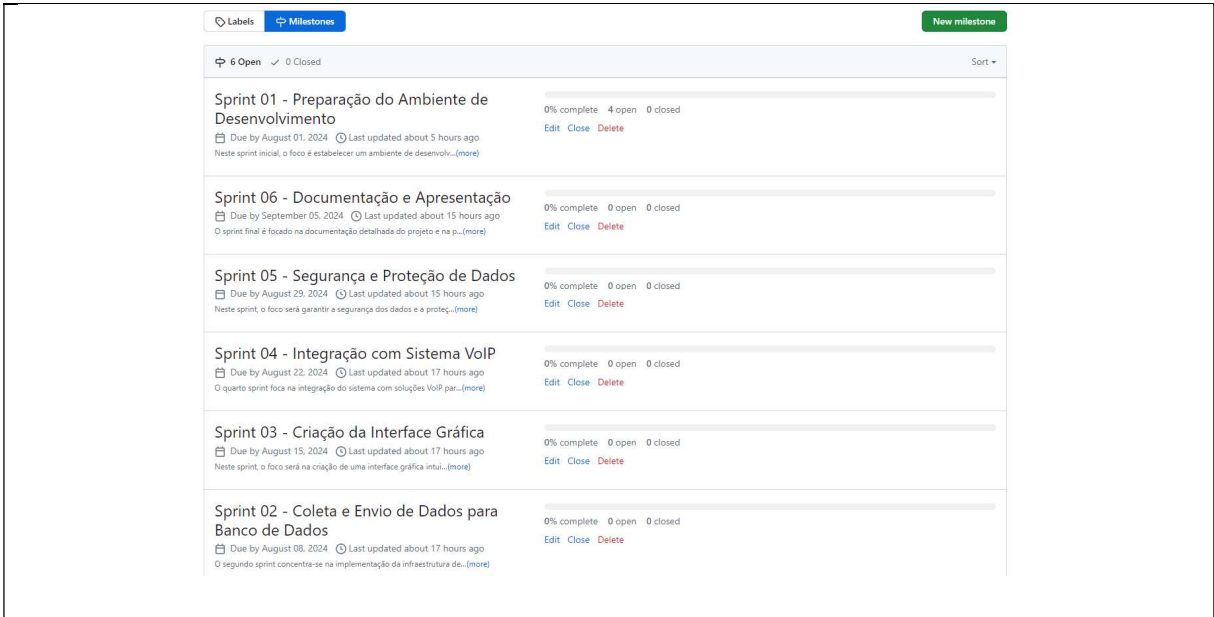 Labels Milestones New milestone
6 Open 0 Closed Sort
Sprint 01 - Preparação do Ambiente de
Desenvolvimento
Due by August 01, 2024 Last updated about 5 hours ago
Neste sprint inicial, o foco é estabelecer um ambiente de desenvolv...(more)
0% complete 4 open 0 closed
Edit Close Delete
Sprint 06 - Documentação e Apresentação
Due by September 05, 2024 Last updated about 15 hours ago
O sprint final é focado na documentação detalhada do projeto e na p...(more)
0% complete 0 open 0 closed
Edit Close Delete
Sprint 05 - Segurança e Proteção de Dados
Due by August 29, 2024 Last updated about 15 hours ago
Neste sprint, o foco será garantir a segurança dos dados e a proteç...(more)
0% complete 0 open 0 closed
Edit Close Delete
Sprint 04 - Integração com Sistema VoIP
Due by August 22, 2024 Last updated about 17 hours ago
O quarto sprint foca na integração do sistema com soluções VoIP par...(more)
0% complete 0 open 0 closed
Edit Close Delete
Sprint 03 - Criação da Interface Gráfica
Due by August 15, 2024 Last updated about 17 hours ago
Neste sprint, o foco será na criação de uma interface gráfica intui...(more)
0% complete 0 open 0 closed
Edit Close Delete
Sprint 02 - Coleta e Envio de Dados para
Banco de Dados
Due by August 08, 2024 Last updated about 17 hours ago
O segundo sprint concentra-se na implementação da infraestrutura de...(more)
0% complete 0 open 0 closed
Edit Close Delete